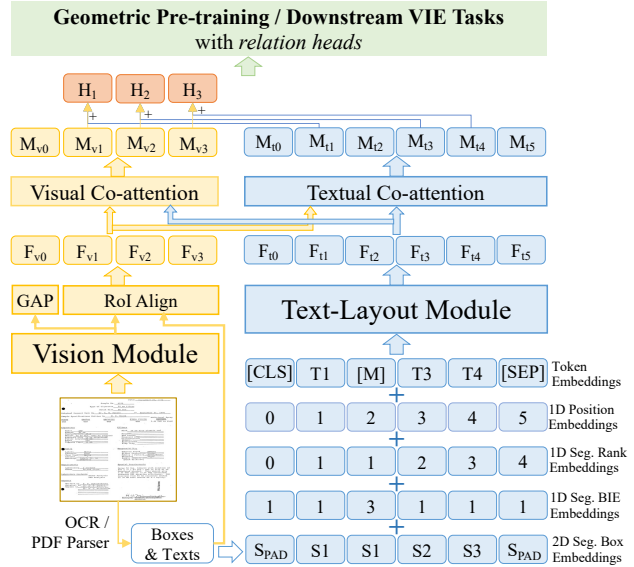 Geometric Pre-training / Downstream VIE Tasks
with relation heads
H1 H2 H3
+ + +
Mv0 Mv1 Mv2 Mv3 Mt0 Mt1 Mt2 Mt3 Mt4 Mt5
Visual Co-attention Textual Co-attention
Fv0 Fv1 Fv2 Fv3 Ft0 Ft1 Ft2 Ft3 Ft4 Ft5
GAP RoI Align Text-Layout Module
Vision Module
[CLS] T1 [M] T3 T4 [SEP] Token
Embeddings
+
0 1 2 3 4 5 1D Position
Embeddings
+
0 1 1 2 3 4 1D Seg. Rank
Embeddings
+
1 1 3 1 1 1 1D Seg. BIE
Embeddings
+
OCR /
PDF Parser
Boxes
& Texts
SPAD S1 S1 S2 S3 SPAD 2D Seg. Box
Embeddings